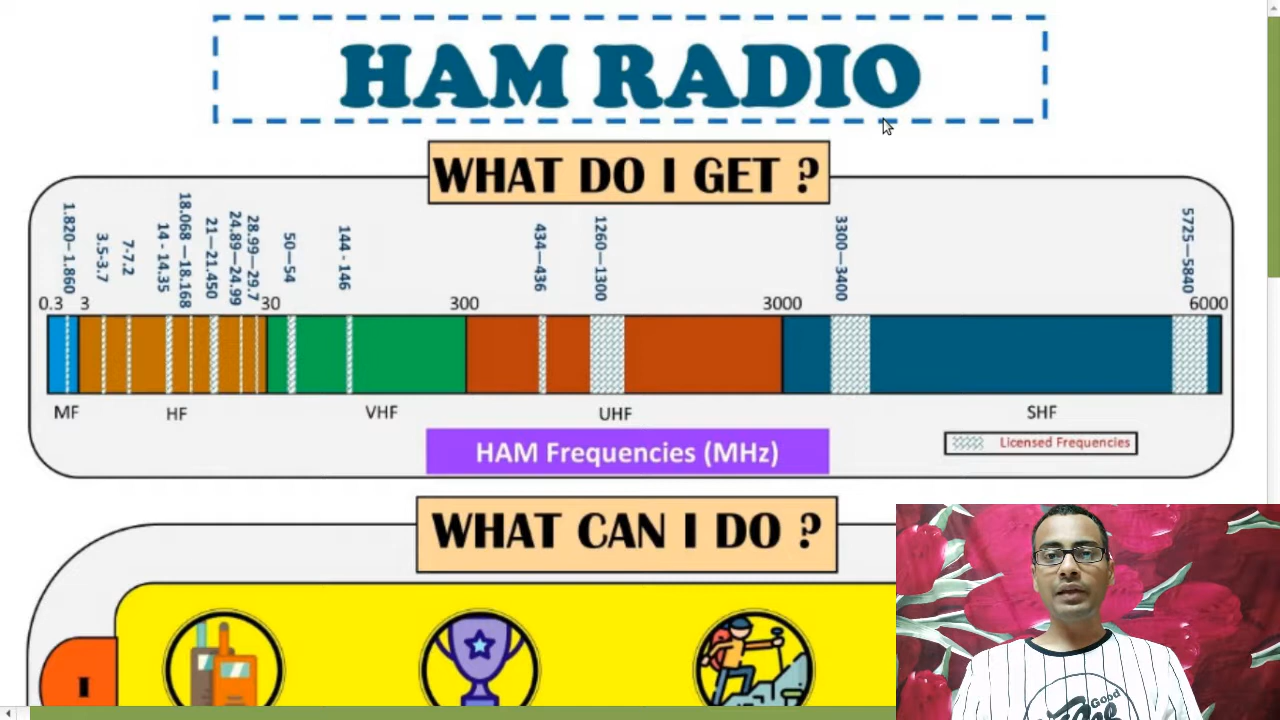 HAM RADIO
WHAT DO I GET ?
1.820—1.860
3.5-3.7
7-7.2
14 - 14.35
18.068 —18.168
21—21.450
24.89—24.99
28.99—29.7
50—54
144 - 146
434—436
1260—1300
3300—3400
5725—5840
0.3 3 30 300 3000 6000
MF HF VHF UHF SHF
HAM Frequencies (MHz)
Licensed Frequencies
WHAT CAN I DO ?
I
Good